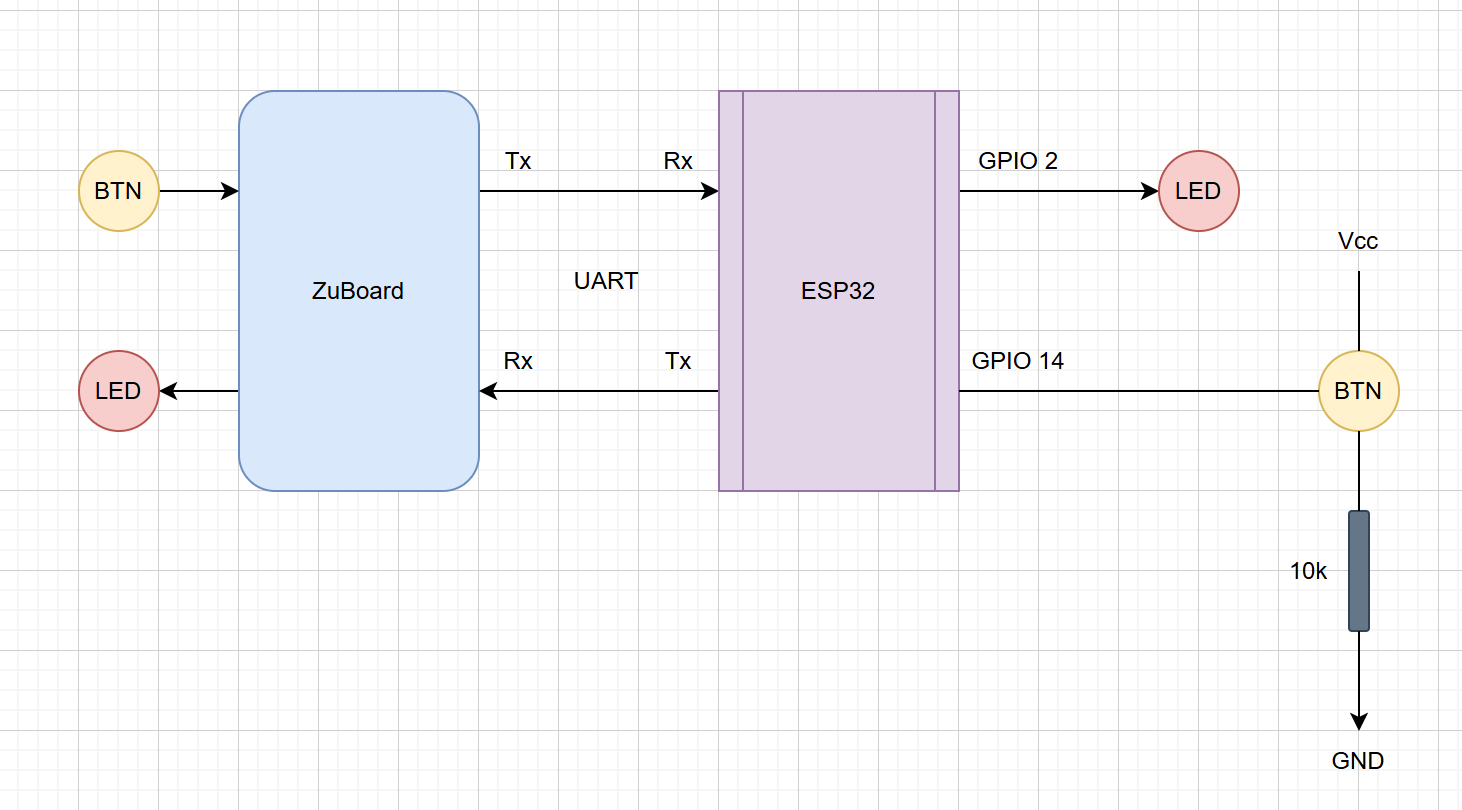 Tx
Rx
GPIO 2
BTN
LED
Vcc
UART
ZuBoard
ESP32
Rx
Tx
GPIO 14
LED
BTN
10k
GND